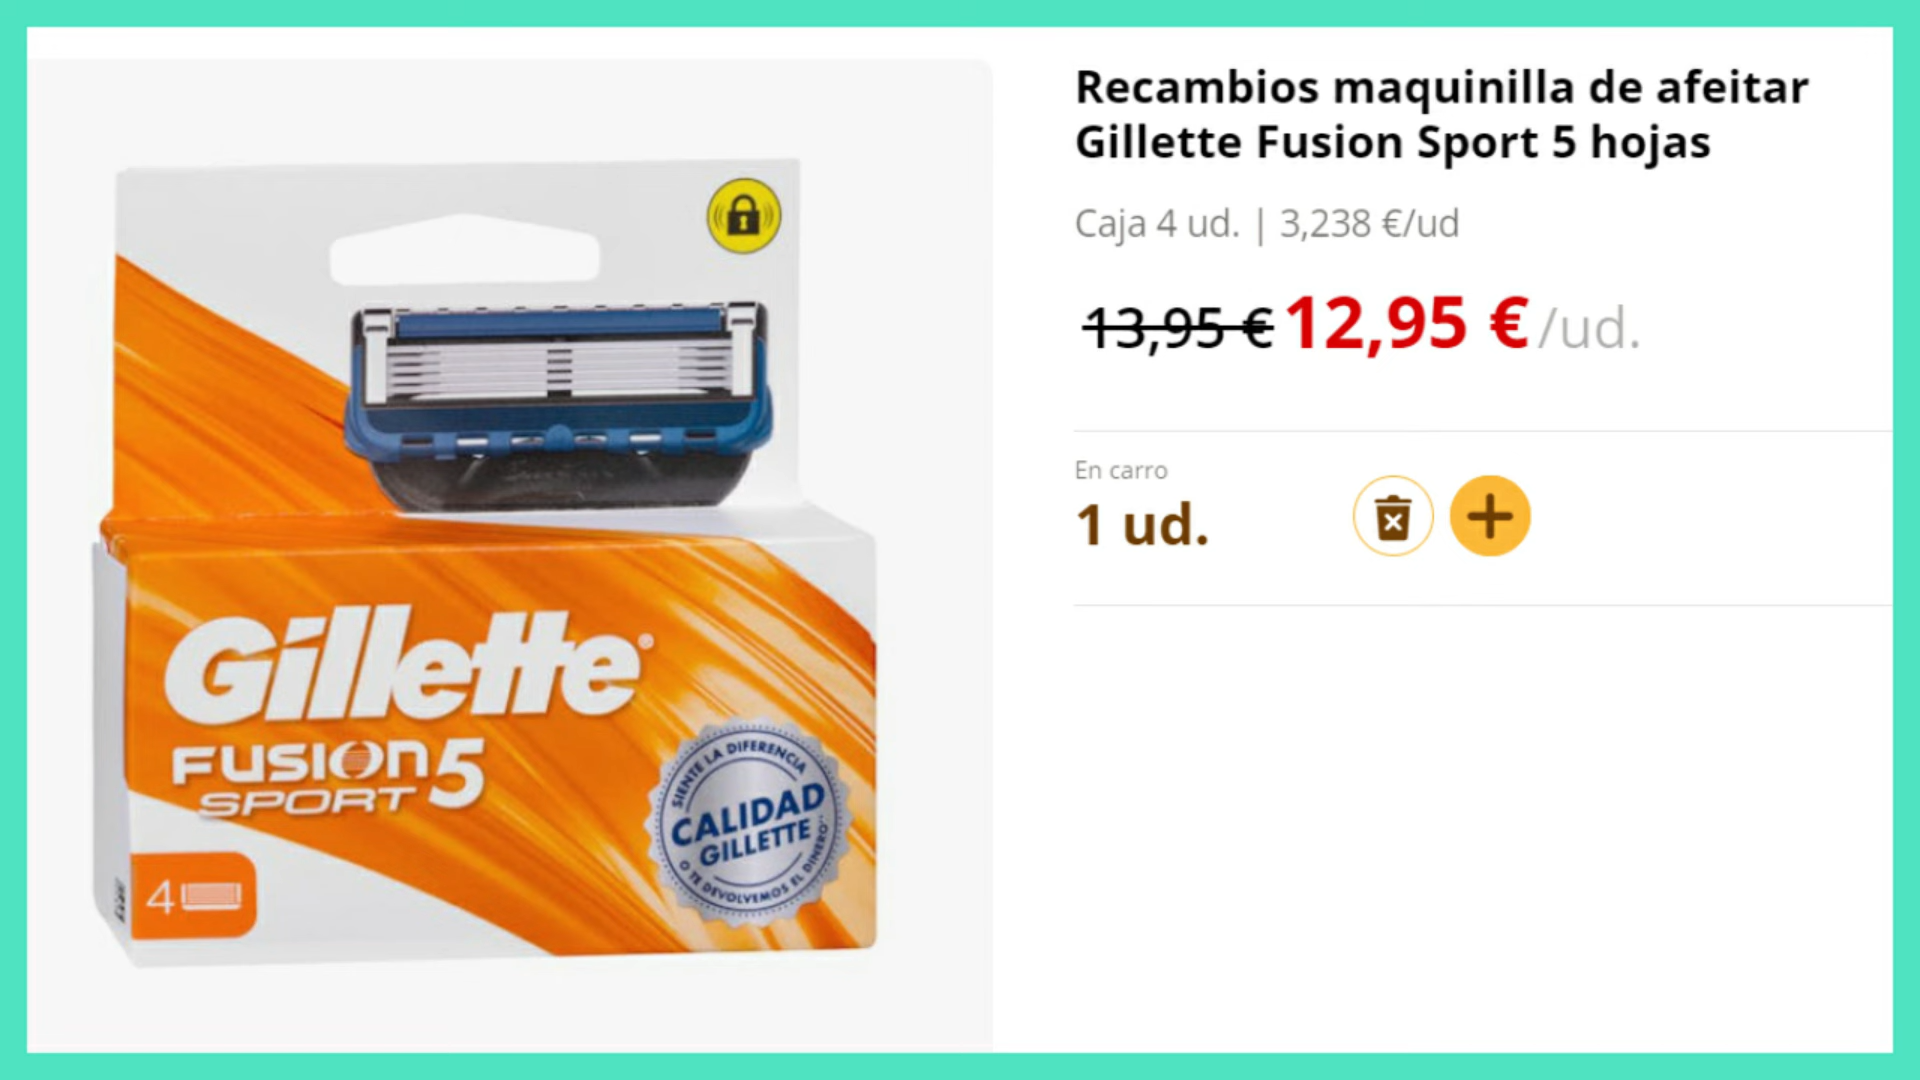 Recambios maquinilla de afeitar
Gillette Fusion Sport 5 hojas
Caja 4 ud. | 3,238 €/ud
13,95 € 12,95 € /ud.
En carro
1 ud.
Gillette®
FUSION5
SPORT
SIENTE LA DIFERENCIA
CALIDAD
GILLETTE
O TE DEVOLVEMOS EL DINERO**
4